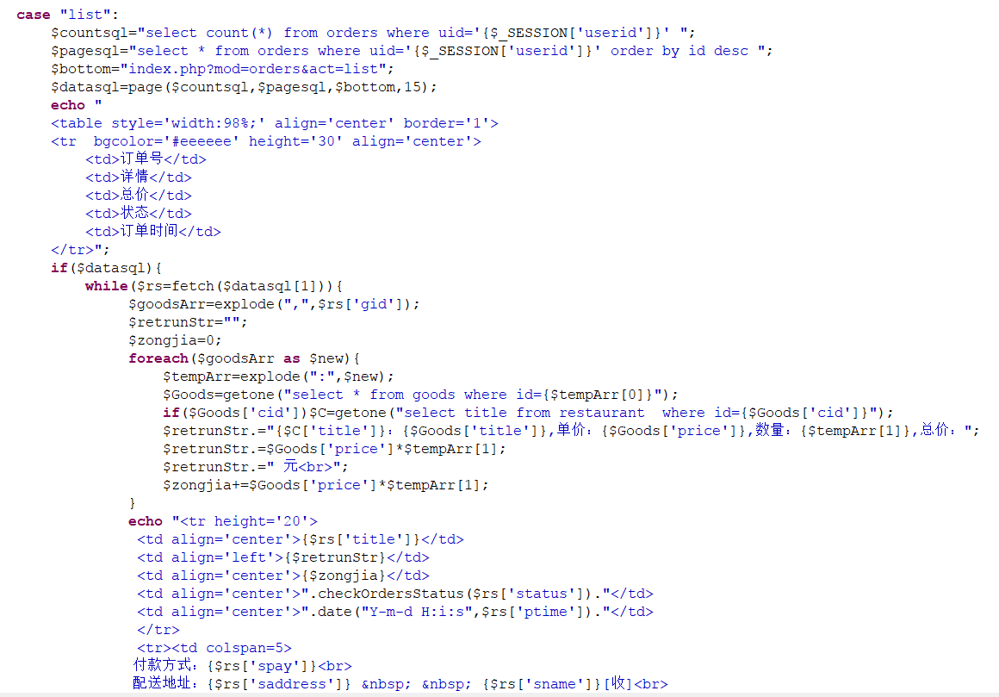 case "list":
$countsql="select count(*) from orders where uid='{$_SESSION['userid']}' ";
$pagesql="select * from orders where uid='{$_SESSION['userid']}' order by id desc ";
$bottom="index.php?mod=orders&act=list";
$datasql=page($countsql,$pagesql,$bottom,15);
echo "
<table style='width:98%;' align='center' border='1'>
<tr  bgcolor='#eeeeee' height='30' align='center'>
<td>订单号</td>
<td>详情</td>
<td>总价</td>
<td>状态</td>
<td>订单时间</td>
</tr>";
if($datasql){
while($rs=fetch($datasql[1])){
$goodsArr=explode(",",$rs['gid']);
$retrunStr="";
$zongjia=0;
foreach($goodsArr as $new){
$tempArr=explode(":",$new);
$Goods=getone("select * from goods where id={$tempArr[0]}");
if($Goods['cid'])$C=getone("select title from restaurant  where id={$Goods['cid']}");
$retrunStr.="{$C['title']}：{$Goods['title']},单价：{$Goods['price']},数量：{$tempArr[1]},总价：";
$retrunStr.=$Goods['price']*$tempArr[1];
$retrunStr.=" 元<br>";
$zongjia+=$Goods['price']*$tempArr[1];
}
echo "<tr height='20'>
<td align='center'>{$rs['title']}</td>
<td align='left'>{$retrunStr}</td>
<td align='center'>{$zongjia}</td>
<td align='center'>".checkOrdersStatus($rs['status'])."</td>
<td align='center'>".date("Y-m-d H:i:s",$rs['ptime'])."</td>
</tr>
<tr><td colspan=5>
付款方式：{$rs['spay']}<br>
配送地址：{$rs['saddress']} &nbsp; &nbsp; {$rs['sname']}[收]<br>